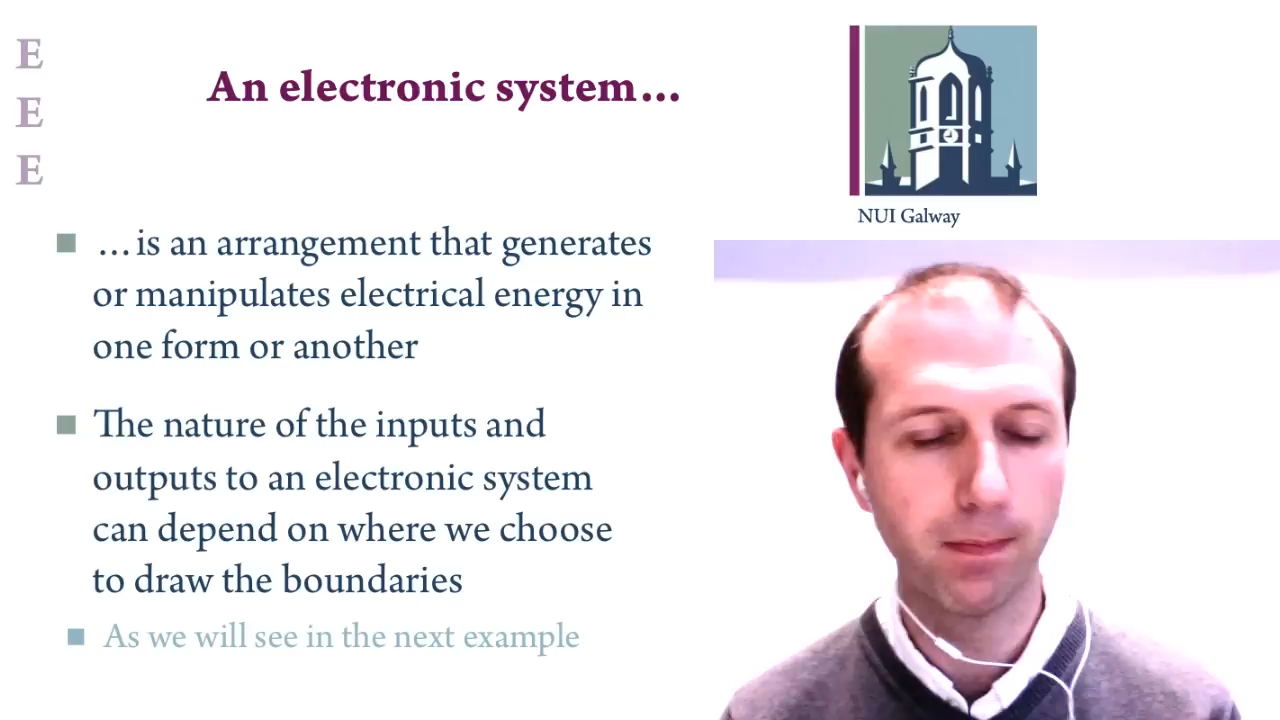 E
E
E
An electronic system…
NUI Galway
…is an arrangement that generates
or manipulates electrical energy in
one form or another
The nature of the inputs and
outputs to an electronic system
can depend on where we choose
to draw the boundaries
As we will see in the next example